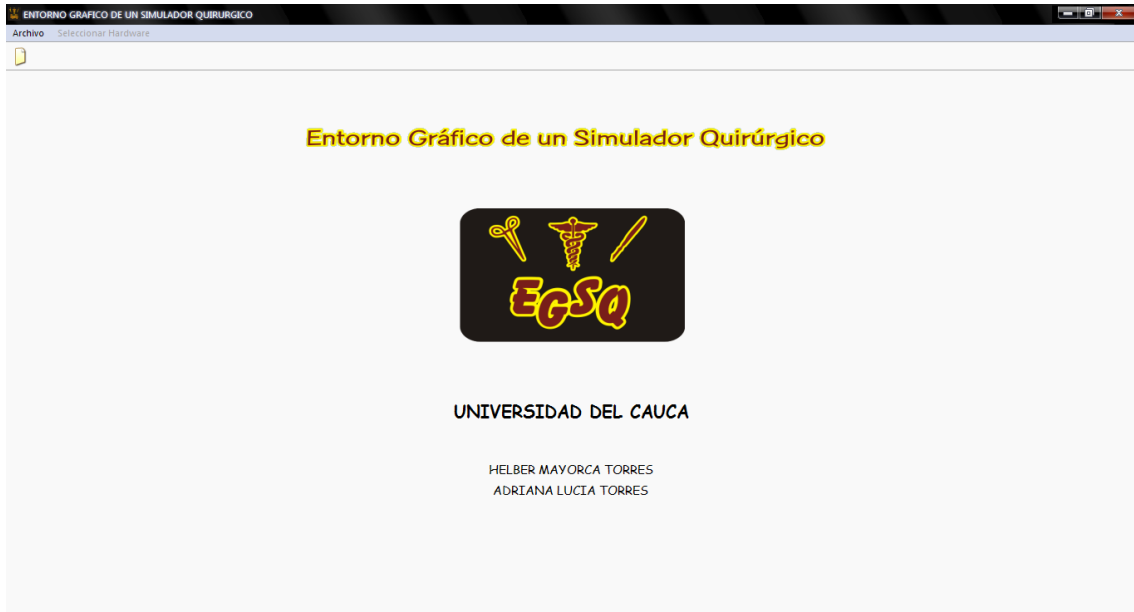 ENTORNO GRAFICO DE UN SIMULADOR QUIRURGICO
Archivo Seleccionar Hardware
Entorno Gráfico de un Simulador Quirúrgico
EGSQ
UNIVERSIDAD DEL CAUCA
HELBER MAYORCA TORRES
ADRIANA LUCIA TORRES